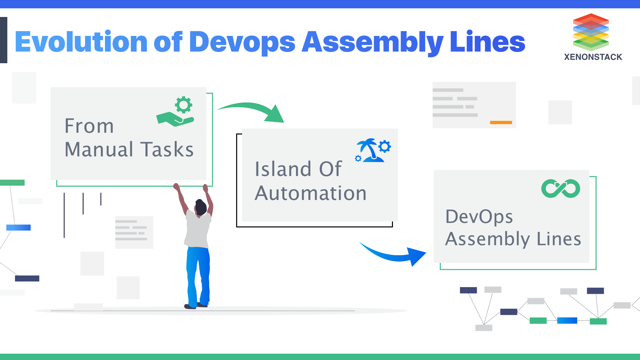 Evolution of Devops Assembly Lines
XENONSTACK
From
Manual Tasks
Island Of
Automation
DevOps
Assembly Lines